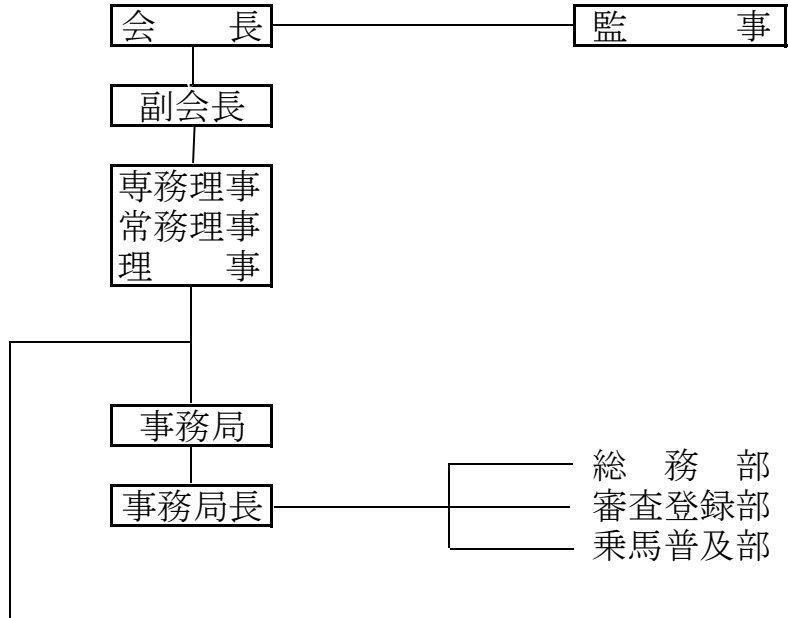 会　　長
監　　事
副会長
専務理事
常務理事
理　　事
事務局
事務局長
総　務　部
審査登録部
乗馬普及部